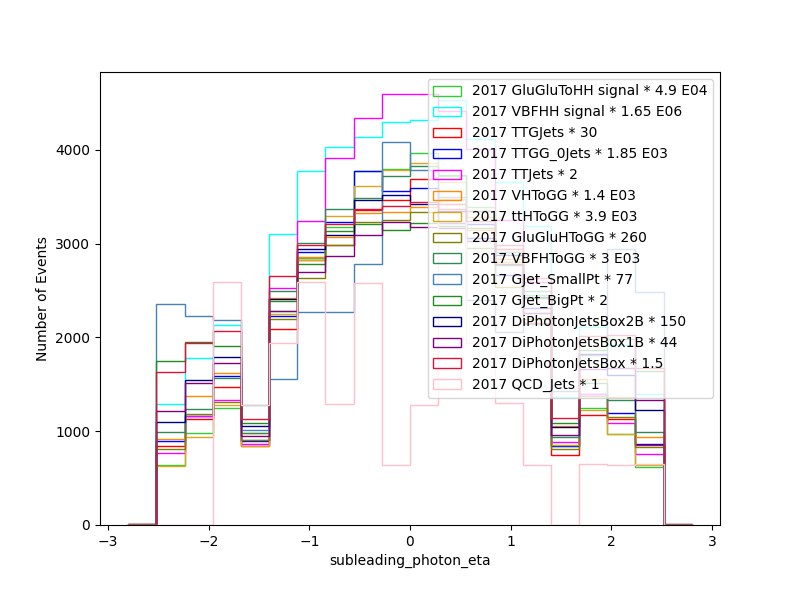 Number of Events
4000
3000
2000
1000
0
−3
−2
−1
0
1
2
3
subleading_photon_eta
2017 GluGluToHH signal * 4.9 E04
2017 VBFHH signal * 1.65 E06
2017 TTGJets * 30
2017 TTGG_0Jets * 1.85 E03
2017 TTJets * 2
2017 VHToGG * 1.4 E03
2017 ttHToGG * 3.9 E03
2017 GluGluHToGG * 260
2017 VBFHToGG * 3 E03
2017 GJet_SmallPt * 77
2017 GJet_BigPt * 2
2017 DiPhotonJetsBox2B * 150
2017 DiPhotonJetsBox1B * 44
2017 DiPhotonJetsBox * 1.5
2017 QCD_Jets * 1